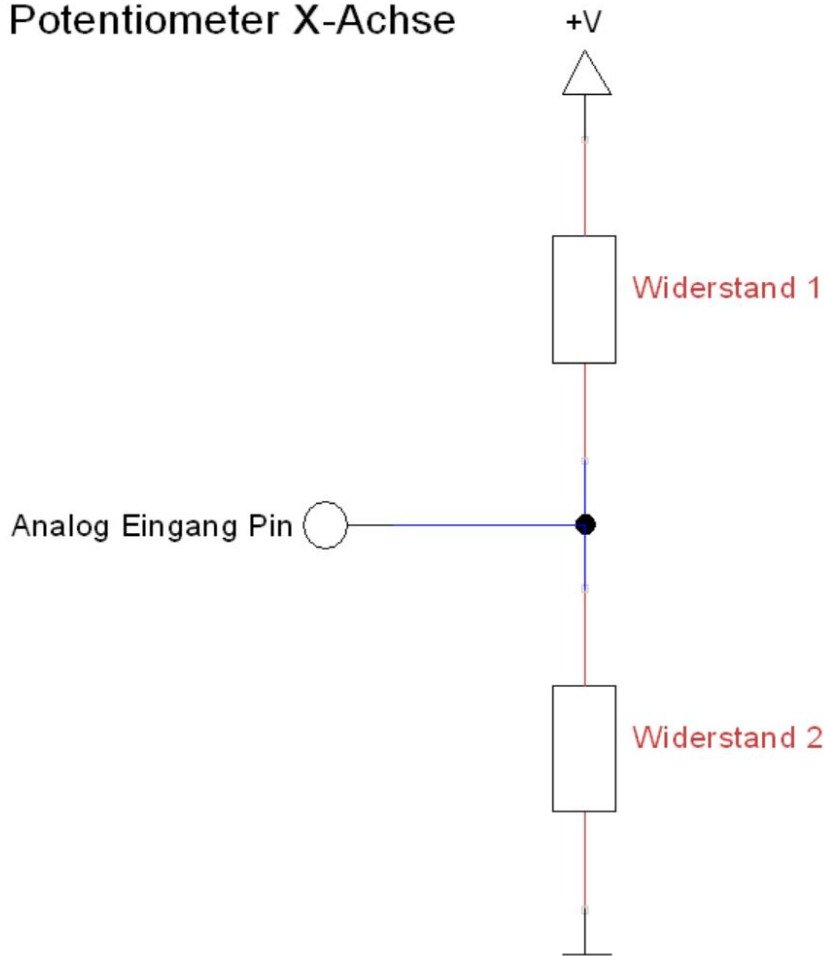 Potentiometer X-Achse
+V
Widerstand 1
Analog Eingang Pin
Widerstand 2